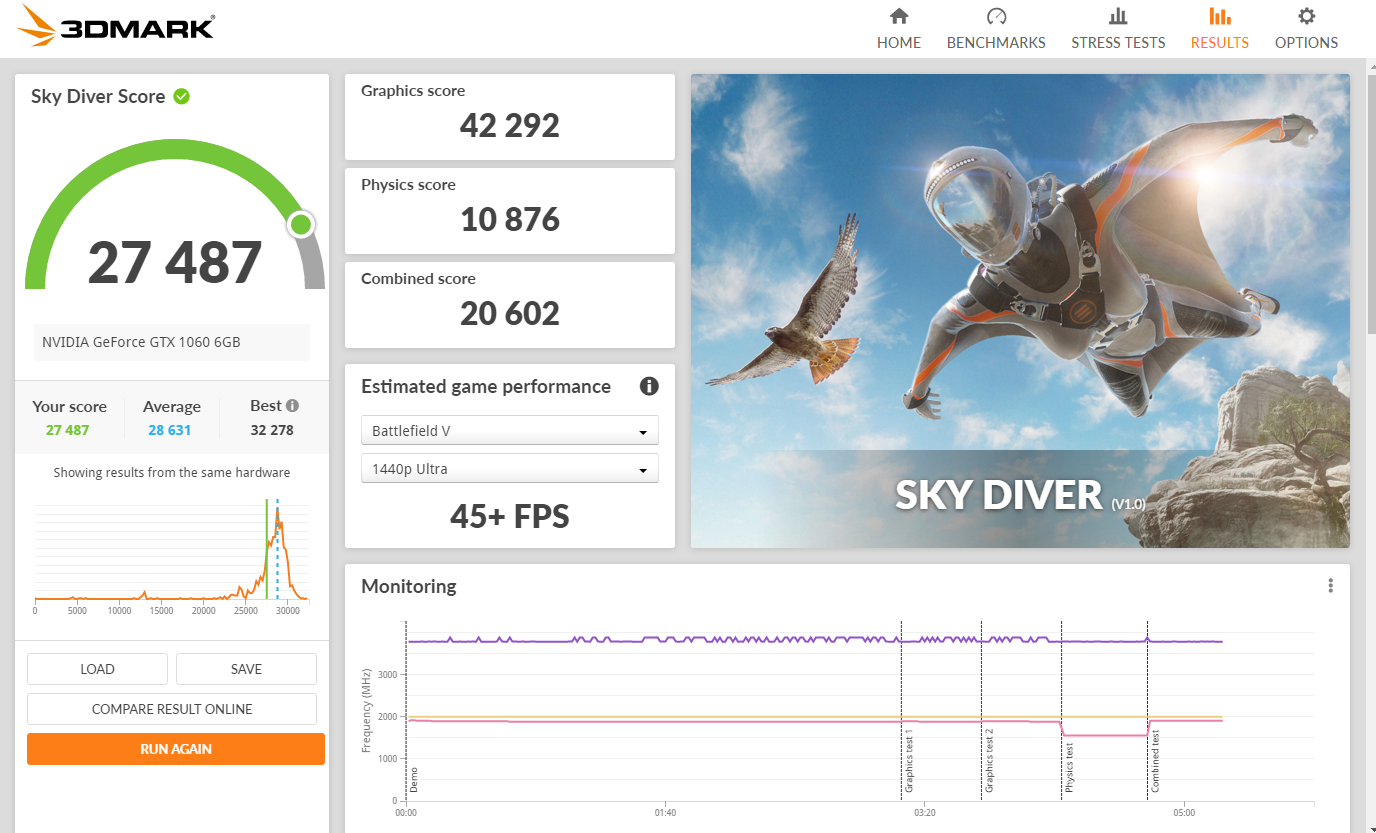 3DMARK®
HOME
BENCHMARKS
STRESS TESTS
RESULTS
OPTIONS
Sky Diver Score
27 487
NVIDIA GeForce GTX 1060 6GB
Your score
Average
Best
27 487
28 631
32 278
Showing results from the same hardware
0
5000
10000
15000
20000
25000
30000
LOAD
SAVE
COMPARE RESULT ONLINE
RUN AGAIN
Graphics score
42 292
Physics score
10 876
Combined score
20 602
Estimated game performance
Battlefield V
1440p Ultra
45+ FPS
SKY DIVER (V1.0)
Monitoring
Frequency (MHz)
3000
2000
1000
0
Demo
Graphics test 1
Graphics test 2
Physics test
Combined test
00:00
01:40
03:20
05:00